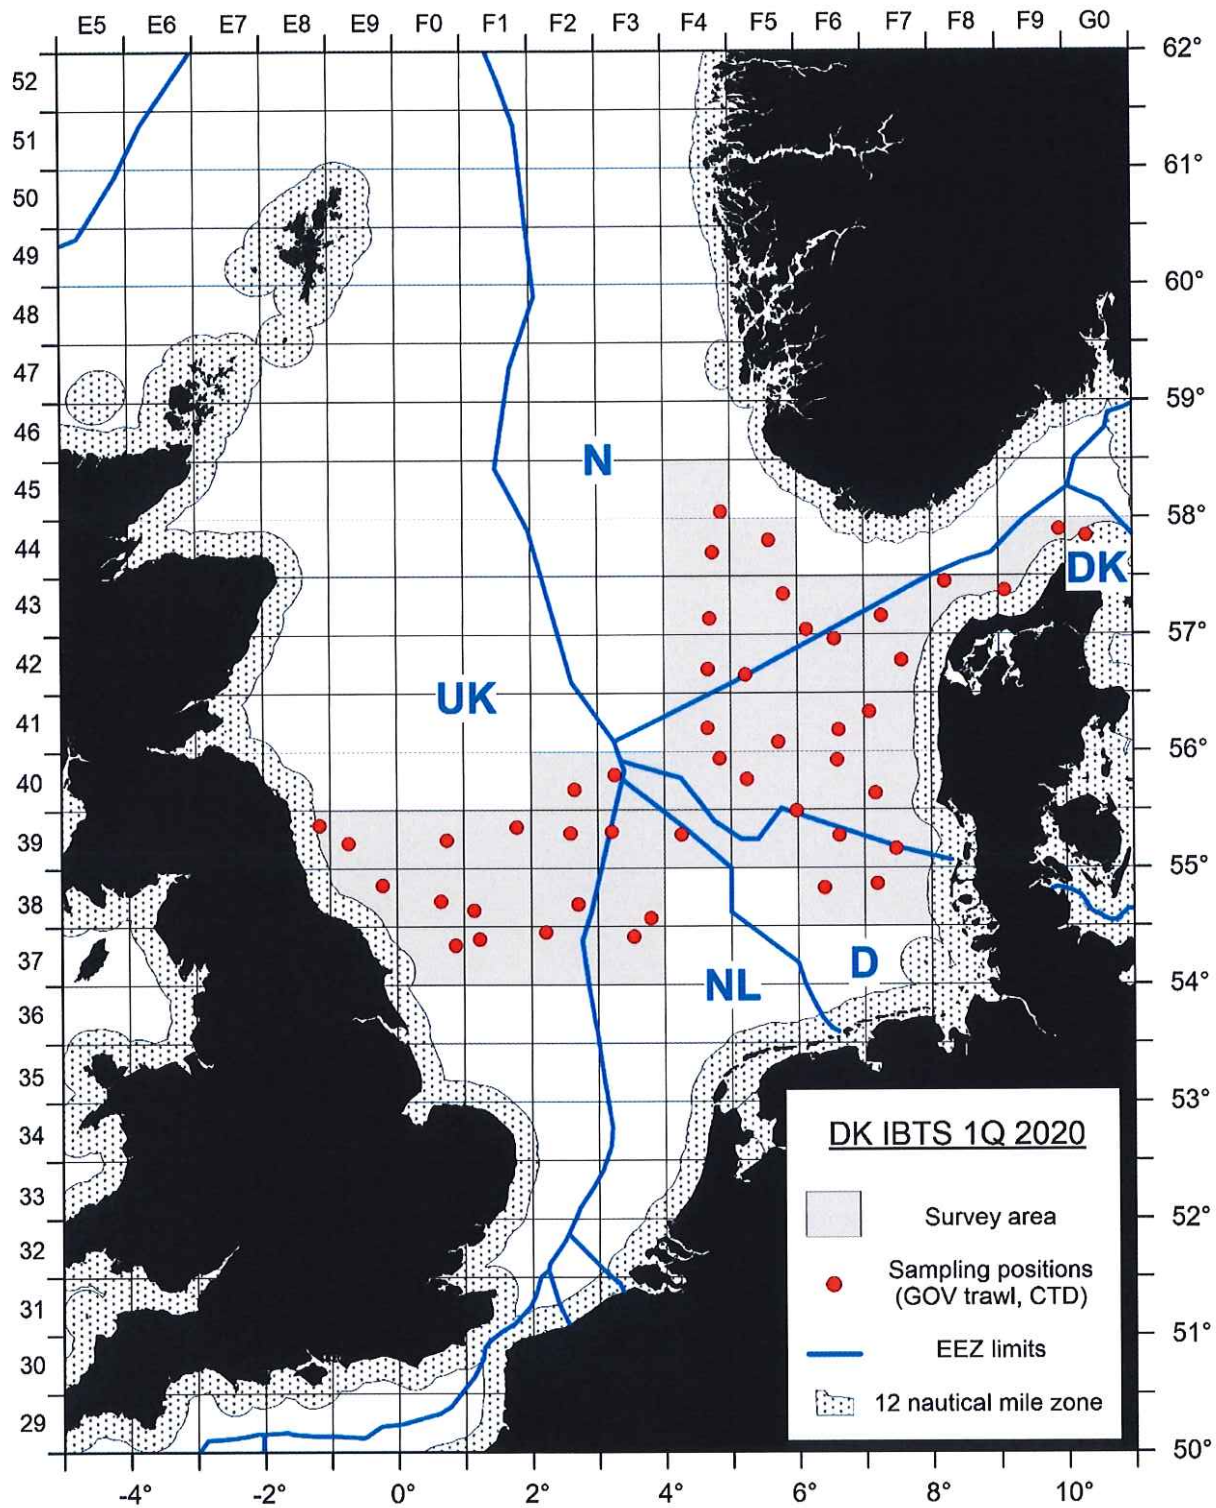 E5 E6 E7 E8 E9 F0 F1 F2 F3 F4 F5 F6 F7 F8 F9 G0
62°
52
51
61°
50
49
60°
48
47
59°
46
N
45
58°
44
DK
43
57°
42
UK
41
56°
40
39
55°
38
37
D
NL
54°
36
35
53°
34
DK IBTS 1Q 2020
33
52°
Survey area
32
Sampling positions
(GOV trawl, CTD)
31
51°
EEZ limits
30
12 nautical mile zone
29
50°
-4° -2° 0° 2° 4° 6° 8° 10°